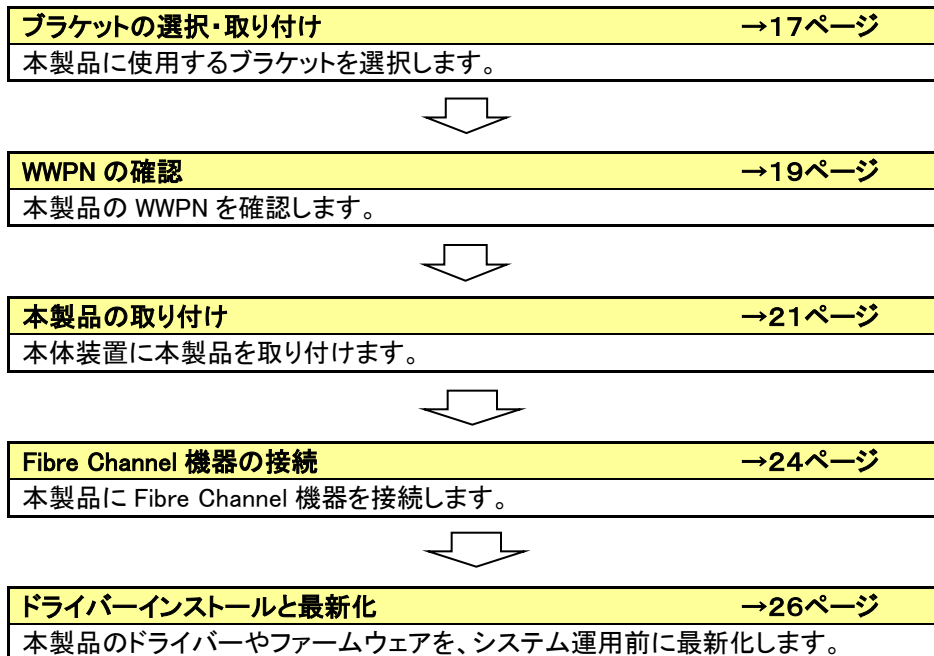 ブラケットの選択・取り付け →17ページ
本製品に使用するブラケットを選択します。
WWPN の確認 →19ページ
本製品の WWPN を確認します。
本製品の取り付け →21ページ
本体装置に本製品を取り付けます。
Fibre Channel 機器の接続 →24ページ
本製品に Fibre Channel 機器を接続します。
ドライバーインストールと最新化 →26ページ
本製品のドライバーやファームウェアを、システム運用前に最新化します。